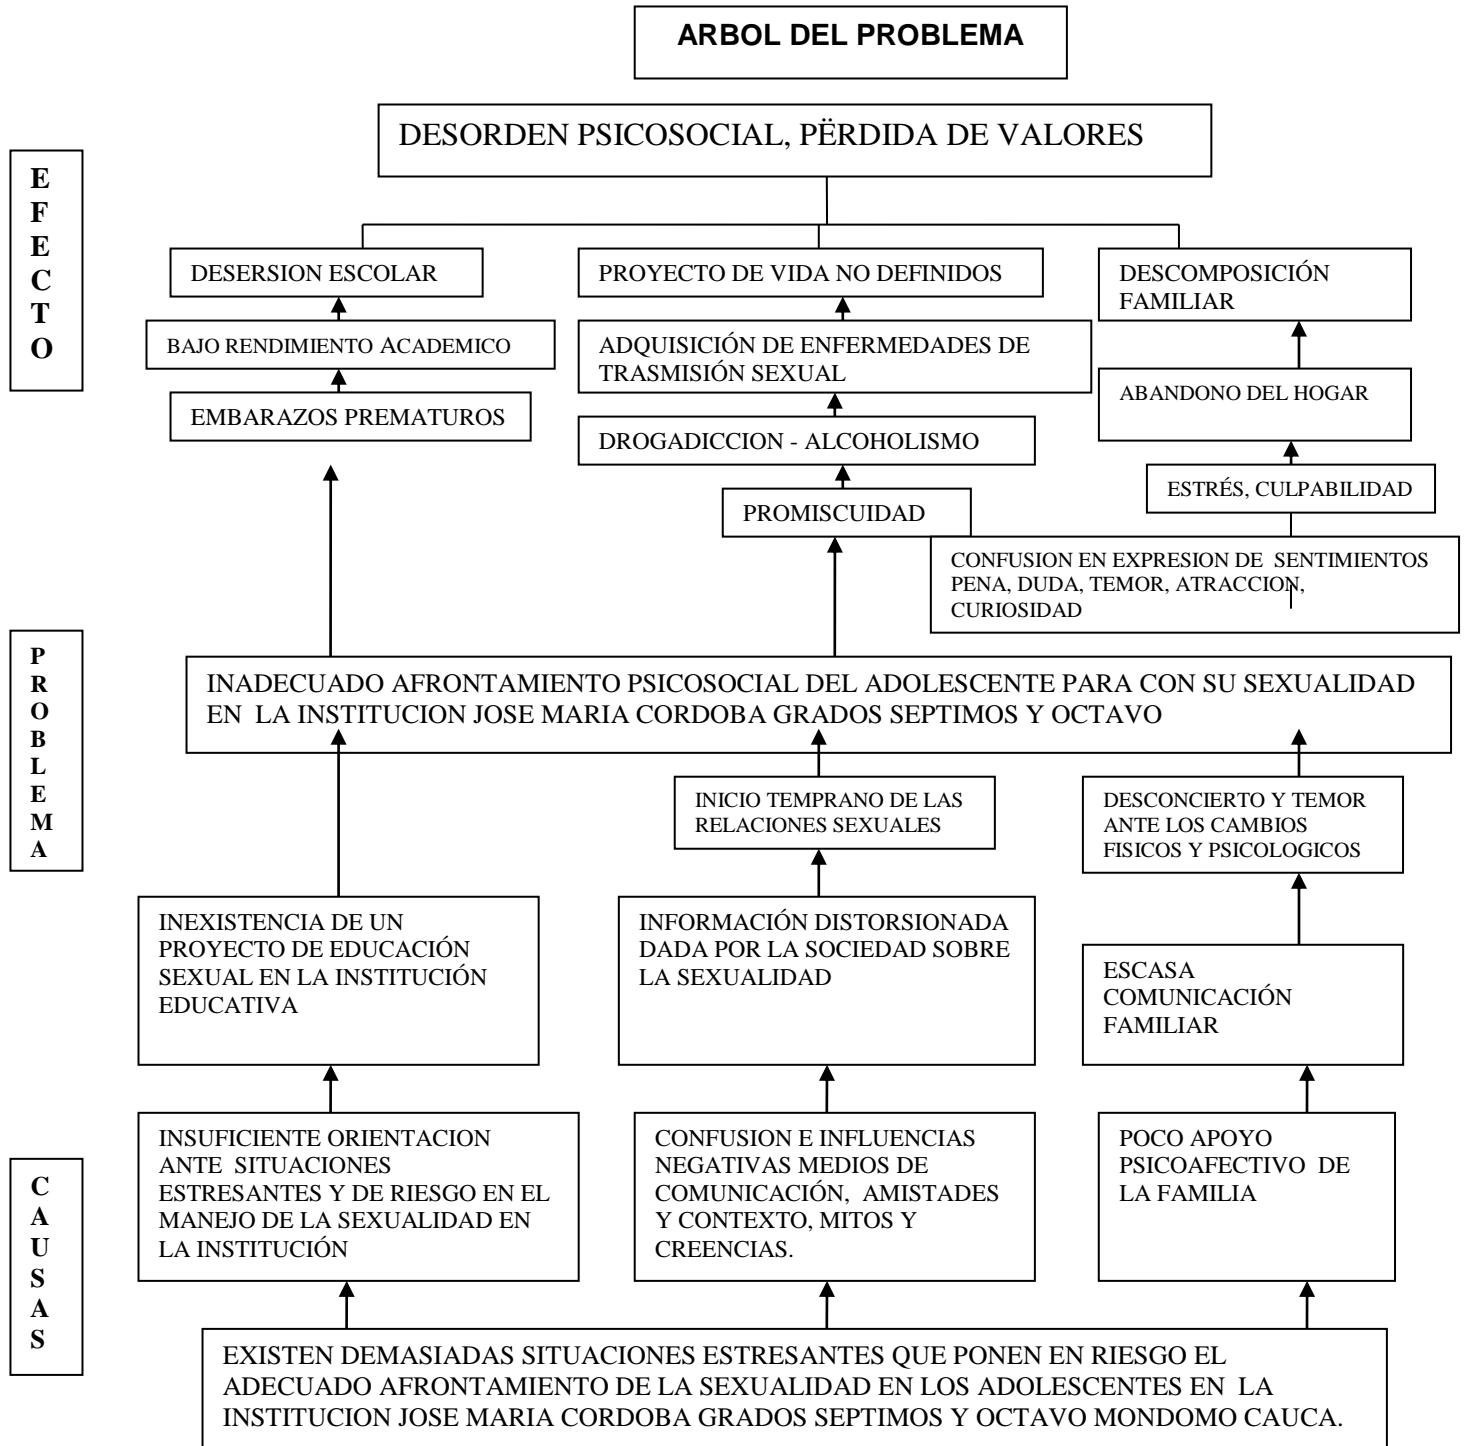 ARBOL DEL PROBLEMA
DESORDEN PSICOSOCIAL, PËRDIDA DE VALORES
E
F
E
C
T
O
DESERSION ESCOLAR
PROYECTO DE VIDA NO DEFINIDOS
DESCOMPOSICIÓN
FAMILIAR
BAJO RENDIMIENTO ACADEMICO
ADQUISICIÓN DE ENFERMEDADES DE
TRASMISIÓN SEXUAL
ABANDONO DEL HOGAR
EMBARAZOS PREMATUROS
DROGADICCION - ALCOHOLISMO
ESTRÉS, CULPABILIDAD
PROMISCUIDAD
CONFUSION EN EXPRESION DE SENTIMIENTOS
PENA, DUDA, TEMOR, ATRACCION,
CURIOSIDAD
P
R
O
B
L
E
M
A
INADECUADO AFRONTAMIENTO PSICOSOCIAL DEL ADOLESCENTE PARA CON SU SEXUALIDAD
EN LA INSTITUCION JOSE MARIA CORDOBA GRADOS SEPTIMOS Y OCTAVO
INICIO TEMPRANO DE LAS
RELACIONES SEXUALES
DESCONCIERTO Y TEMOR
ANTE LOS CAMBIOS
FISICOS Y PSICOLOGICOS
INEXISTENCIA DE UN
PROYECTO DE EDUCACIÓN
SEXUAL EN LA INSTITUCIÓN
EDUCATIVA
INFORMACIÓN DISTORSIONADA
DADA POR LA SOCIEDAD SOBRE
LA SEXUALIDAD
ESCASA
COMUNICACIÓN
FAMILIAR
C
A
U
S
A
S
INSUFICIENTE ORIENTACION
ANTE SITUACIONES
ESTRESANTES Y DE RIESGO EN EL
MANEJO DE LA SEXUALIDAD EN
LA INSTITUCIÓN
CONFUSION E INFLUENCIAS
NEGATIVAS MEDIOS DE
COMUNICACIÓN, AMISTADES
Y CONTEXTO, MITOS Y
CREENCIAS.
POCO APOYO
PSICOAFECTIVO DE
LA FAMILIA
EXISTEN DEMASIADAS SITUACIONES ESTRESANTES QUE PONEN EN RIESGO EL
ADECUADO AFRONTAMIENTO DE LA SEXUALIDAD EN LOS ADOLESCENTES EN LA
INSTITUCION JOSE MARIA CORDOBA GRADOS SEPTIMOS Y OCTAVO MONDOMO CAUCA.